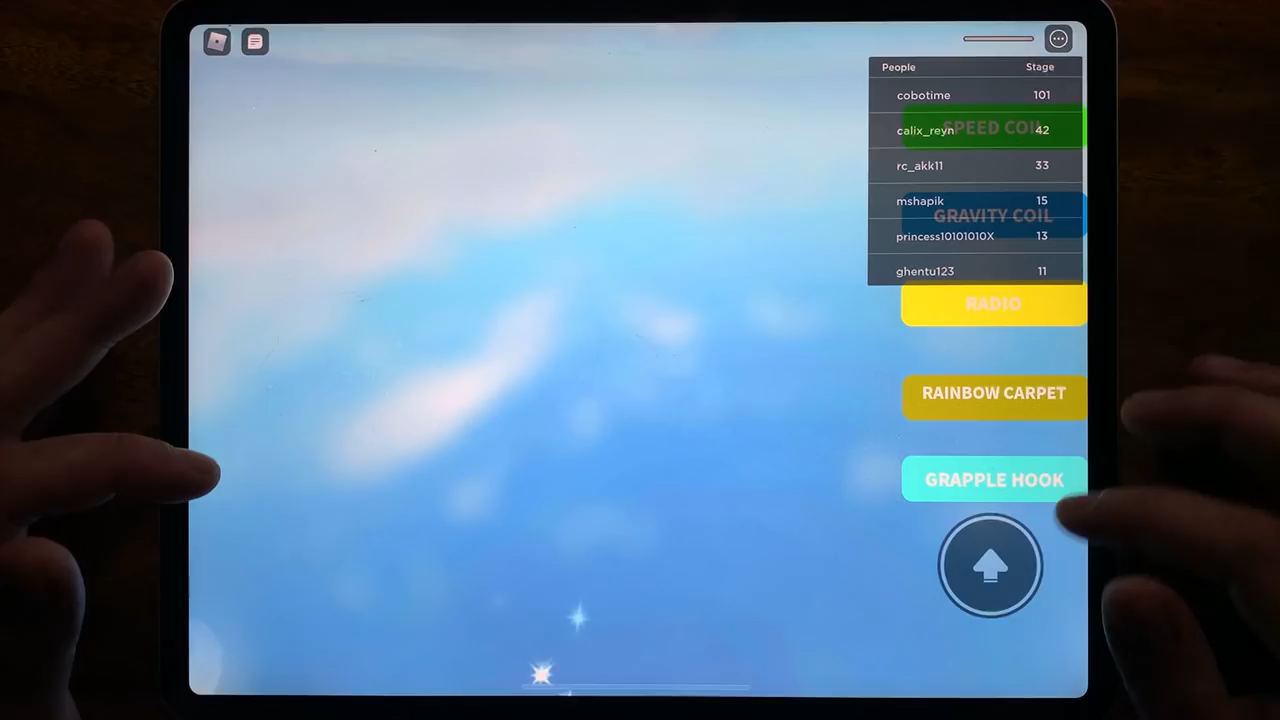 People Stage
cobotime 101
SPEED COIL
calix_reyn 42
rc_akk11 33
mshapik 15
GRAVITY COIL
princess10101010X 13
ghentu123 11
RADIO
RAINBOW CARPET
GRAPPLE HOOK